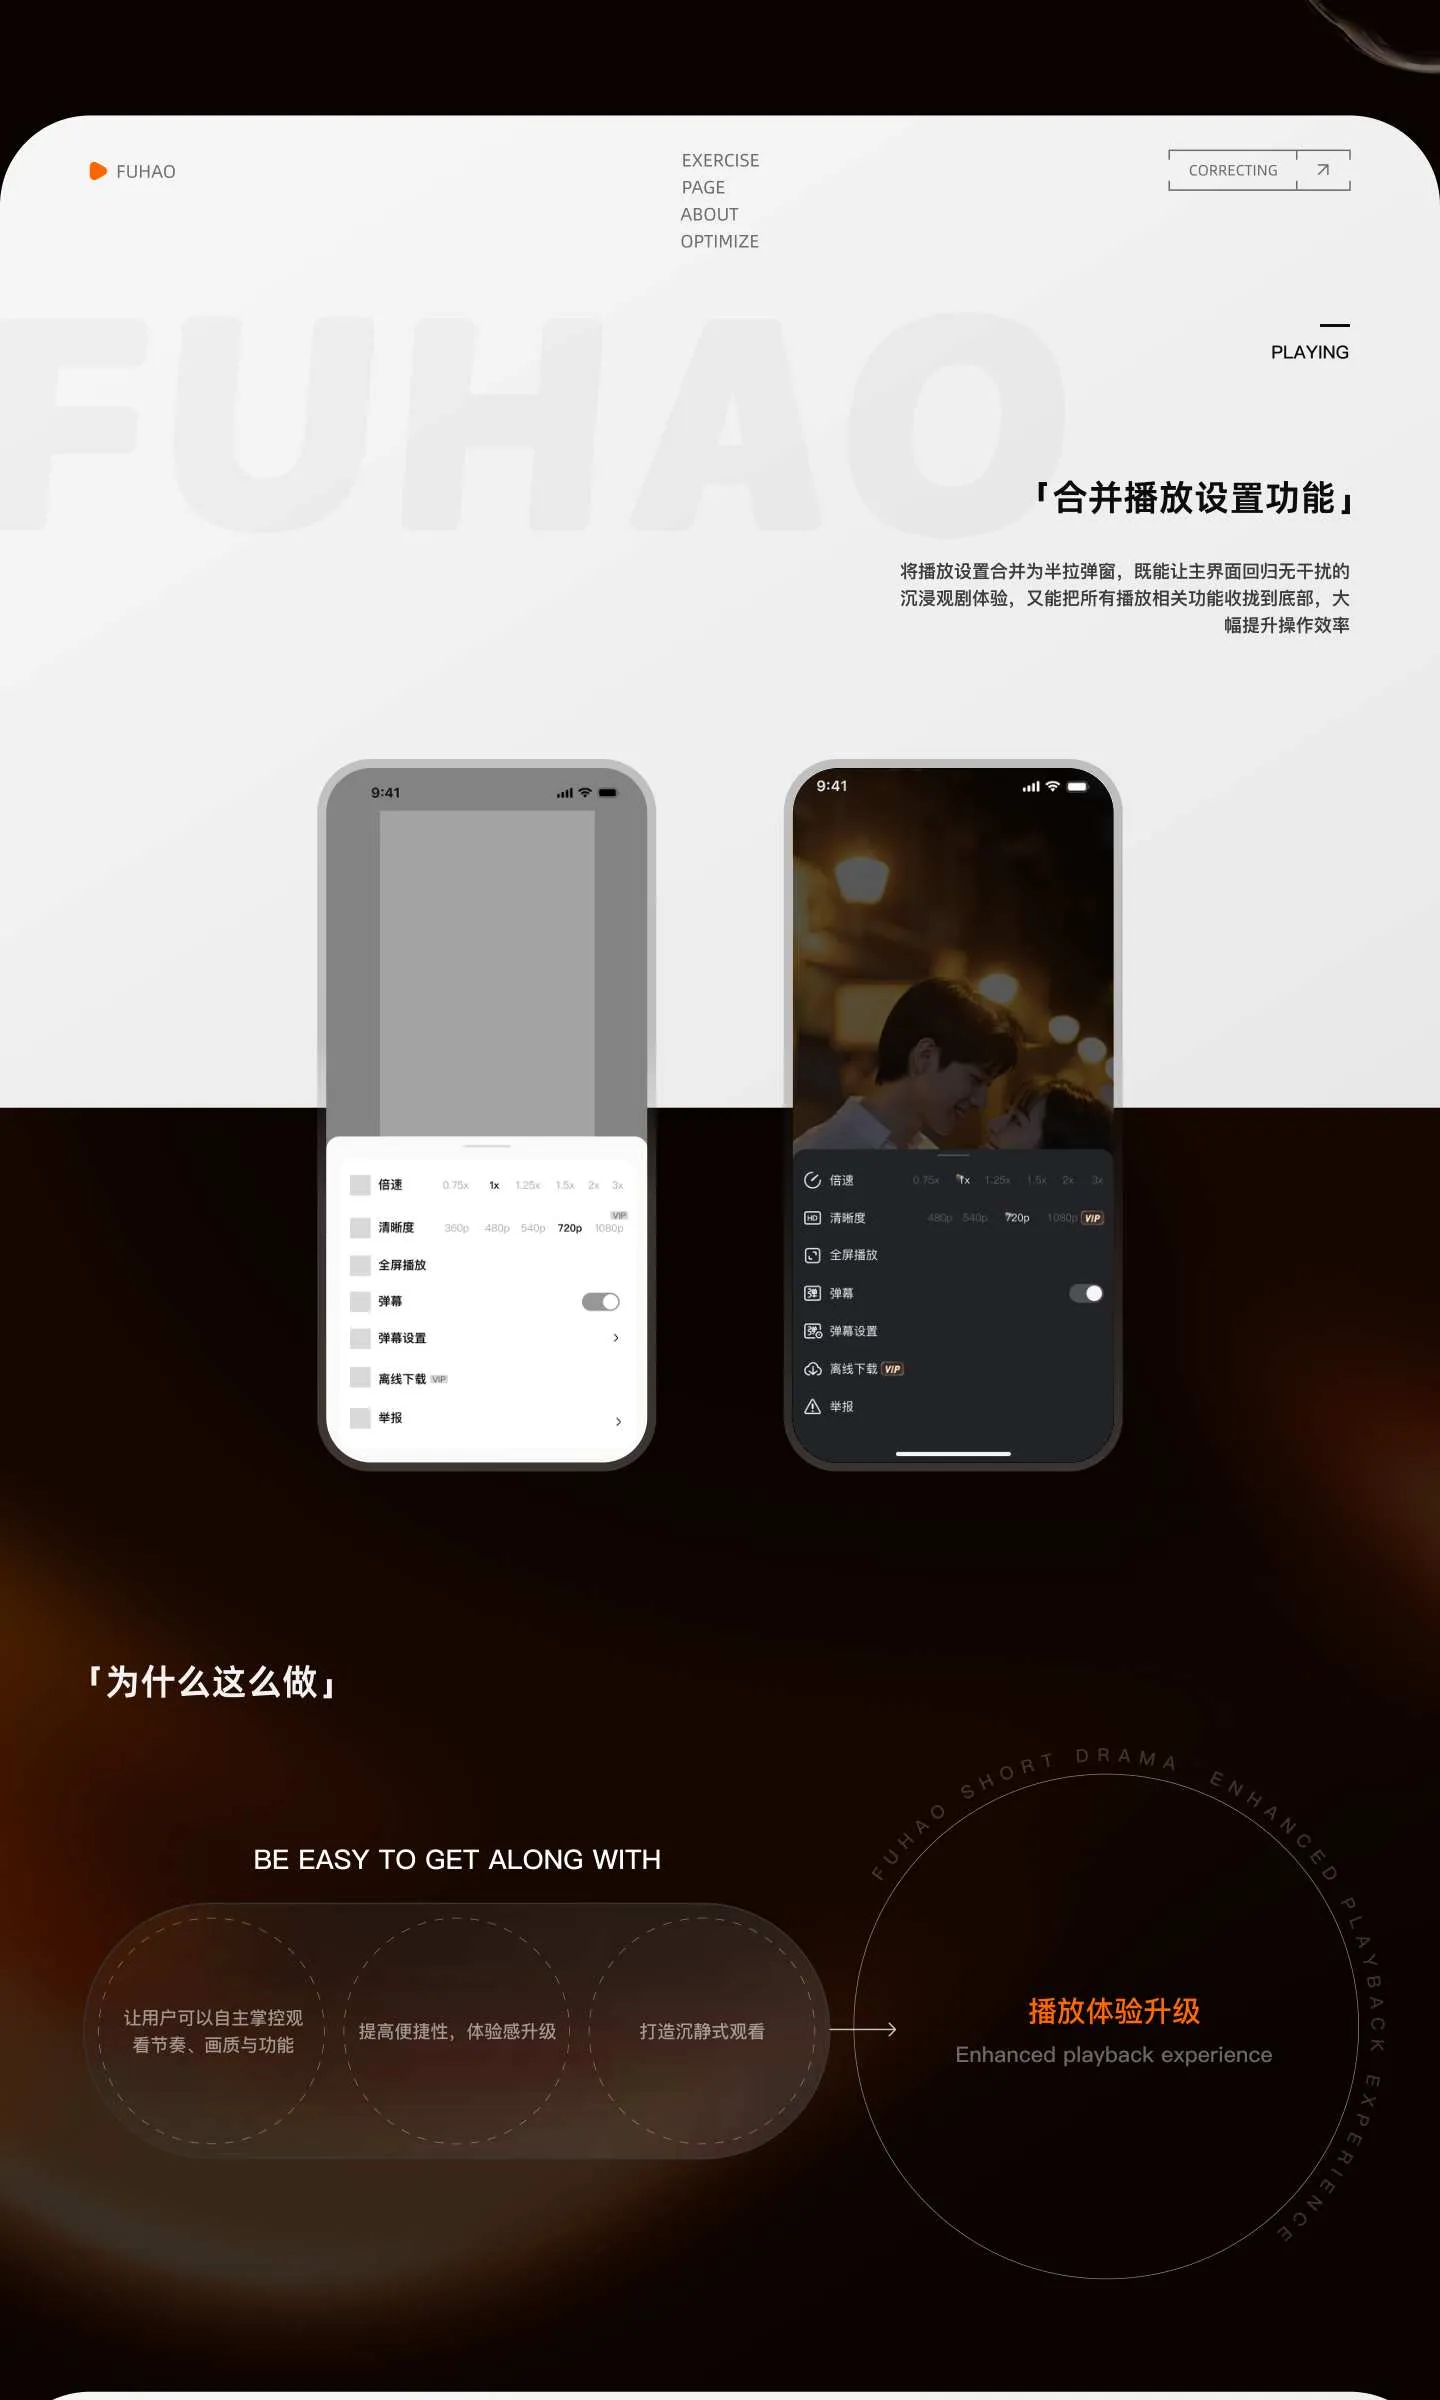 FUHAO
EXERCISE
PAGE
ABOUT
OPTIMIZE
CORRECTING
FUHAO
PLAYING
「合并播放设置功能」
将播放设置合并为半拉弹窗，既能让主界面回归无干扰的
沉浸观剧体验，又能把所有播放相关功能收拢到底部，大
幅提升操作效率
9:41
倍速 0.75x 1x 1.25x 1.5x 2x 3x
VIP
清晰度 360p 480p 540p 720p 1080p
全屏播放
弹幕
弹幕设置
离线下载 VIP
举报
9:41
倍速 0.75x 1x 1.25x 1.5x 2x 3x
HD 清晰度 480p 540p 720p 1080p VIP
全屏播放
弹 弹幕
弹 弹幕设置
离线下载 VIP
举报
「为什么这么做」
BE EASY TO GET ALONG WITH
让用户可以自主掌控观
看节奏、画质与功能
提高便捷性，体验感升级
打造沉静式观看
FUHAO SHORT DRAMA ENHANCED PLAYBACK EXPERIENCE
播放体验升级
Enhanced playback experience